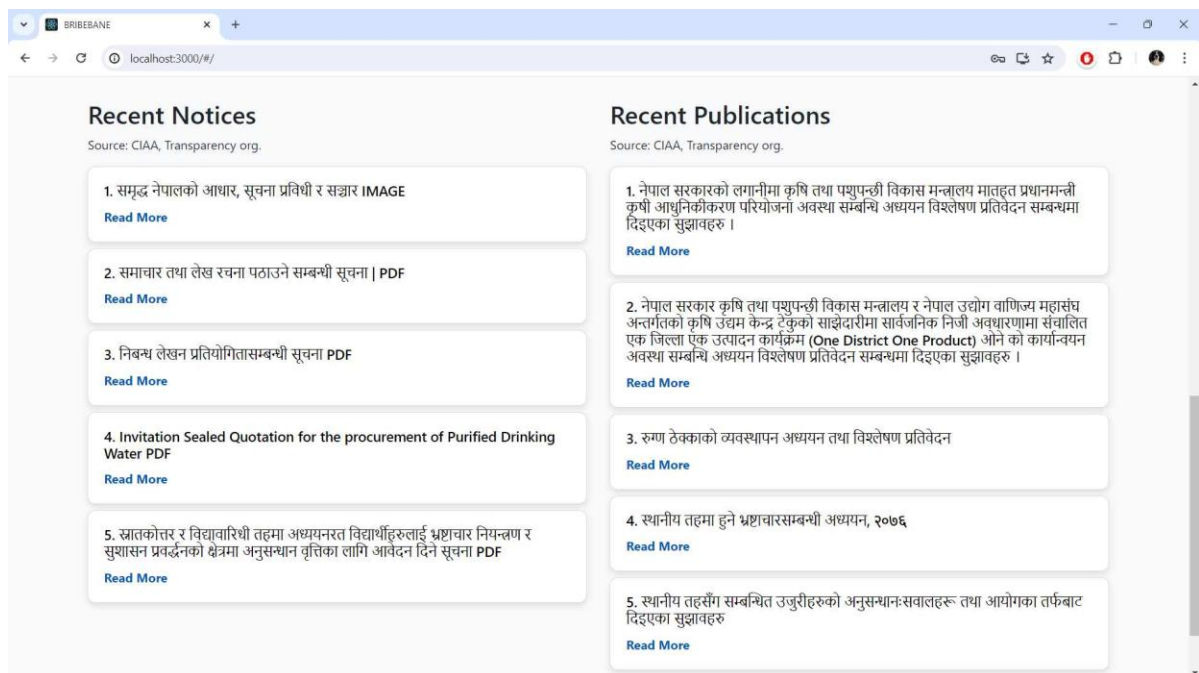 BRIBEBANE
localhost:3000/#/
Recent Notices
Source: CIAA, Transparency org.
1. समृद्ध नेपालको आधार, सूचना प्रविधी र सञ्चार IMAGE
Read More
2. समाचार तथा लेख रचना पठाउने सम्बन्धी सूचना | PDF
Read More
3. निबन्ध लेखन प्रतियोगितासम्बन्धी सूचना PDF
Read More
4. Invitation Sealed Quotation for the procurement of Purified Drinking
Water PDF
Read More
5. स्नातकोत्तर र विद्यावारिधी तहमा अध्ययनरत विद्यार्थीहरुलाई भ्रष्टाचार नियन्त्रण र
सुशासन प्रवर्द्धनको क्षेत्रमा अनुसन्धान वृत्तिका लागि आवेदन दिने सूचना PDF
Read More
Recent Publications
Source: CIAA, Transparency org.
1. नेपाल सरकारको लगानीमा कृषि तथा पशुपन्छी विकास मन्त्रालय मातहत प्रधानमन्त्री
कृषी आधुनिकीकरण परियोजना अवस्था सम्बन्धि अध्ययन विश्लेषण प्रतिवेदन सम्बन्धमा
दिइएका सुझावहरु ।
Read More
2. नेपाल सरकार कृषि तथा पशुपन्छी विकास मन्त्रालय र नेपाल उद्योग वाणिज्य महासंघ
अन्तर्गतको कृषि उद्यम केन्द्र टेकुको साझेदारीमा सार्वजनिक निजी अवधारणामा संचालित
एक जिल्ला एक उत्पादन कार्यक्रम (One District One Product) ओने को कार्यान्वयन
अवस्था सम्बन्धि अध्ययन विश्लेषण प्रतिवेदन सम्बन्धमा दिइएका सुझावहरु ।
Read More
3. रुग्ण ठेक्काको व्यवस्थापन अध्ययन तथा विश्लेषण प्रतिवेदन
Read More
4. स्थानीय तहमा हुने भ्रष्टाचारसम्बन्धी अध्ययन, २०७६
Read More
5. स्थानीय तहसँग सम्बन्धित उजुरीहरुको अनुसन्धानःसवालहरू तथा आयोगका तर्फबाट
दिइएका सुझावहरु
Read More